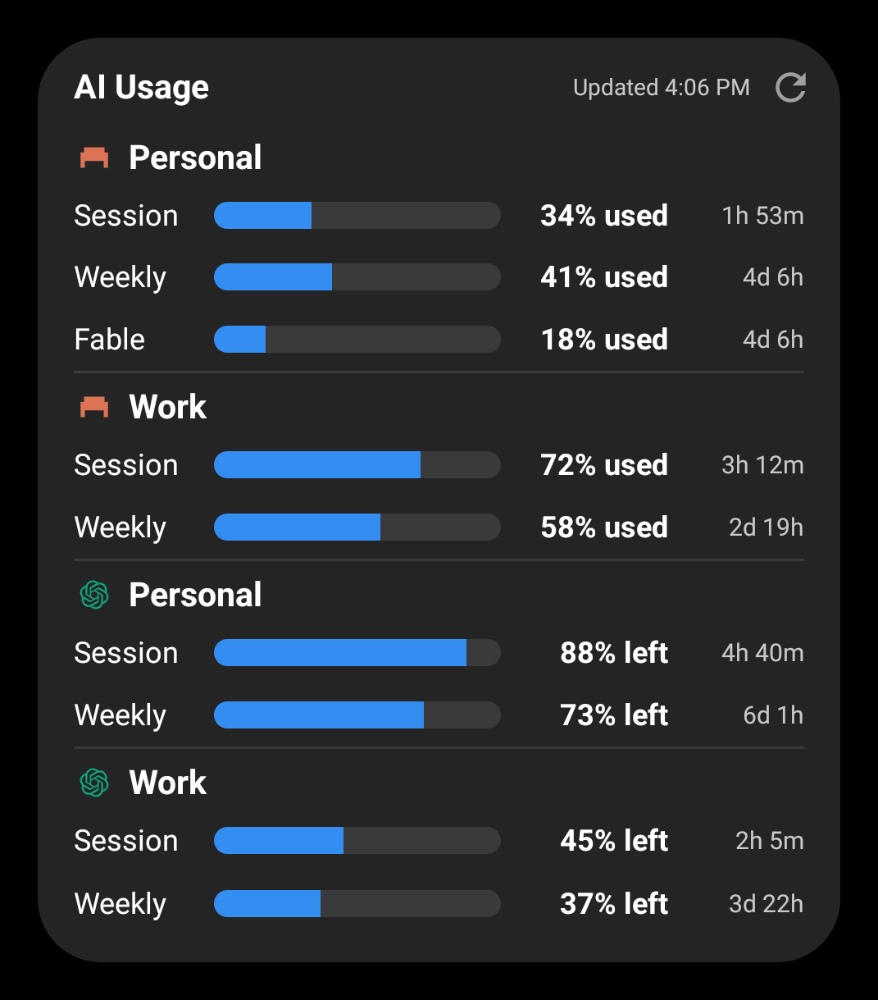 AI Usage Updated 4:06 PM
Personal
Session 34% used 1h 53m
Weekly 41% used 4d 6h
Fable 18% used 4d 6h
Work
Session 72% used 3h 12m
Weekly 58% used 2d 19h
Personal
Session 88% left 4h 40m
Weekly 73% left 6d 1h
Work
Session 45% left 2h 5m
Weekly 37% left 3d 22h